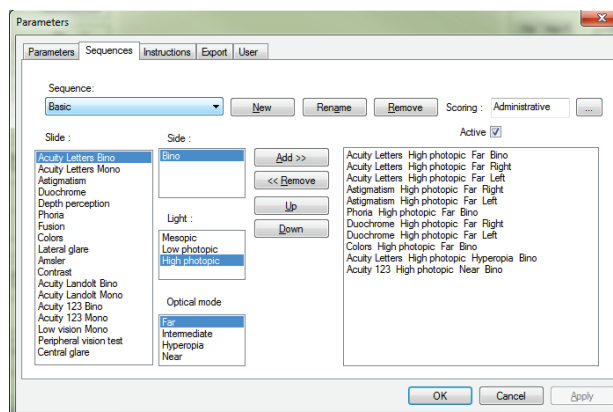 Parameters
Parameters Sequences Instructions Export User
Sequence:
Basic New Rename Remove Scoring : Administrative ...
Active
Slide :
Acuity Letters Bino
Acuity Letters Mono
Astigmatism
Duochrome
Depth perception
Phoria
Fusion
Colors
Lateral glare
Amsler
Contrast
Acuity Landolt Bino
Acuity Landolt Mono
Acuity 123 Bino
Acuity 123 Mono
Low vision Mono
Peripheral vision test
Central glare
Side :
Bino
Light :
Mesopic
Low photopic
High photopic
Optical mode
Far
Intermediate
Hyperopia
Near
Add >>
<< Remove
Up
Down
Acuity Letters High photopic Far Bino
Acuity Letters High photopic Far Right
Acuity Letters High photopic Far Left
Astigmatism High photopic Far Right
Astigmatism High photopic Far Left
Phoria High photopic Far Bino
Duochrome High photopic Far Right
Duochrome High photopic Far Left
Colors High photopic Far Bino
Acuity Letters High photopic Hyperopia Bino
Acuity 123 High photopic Near Bino
OK Cancel Apply